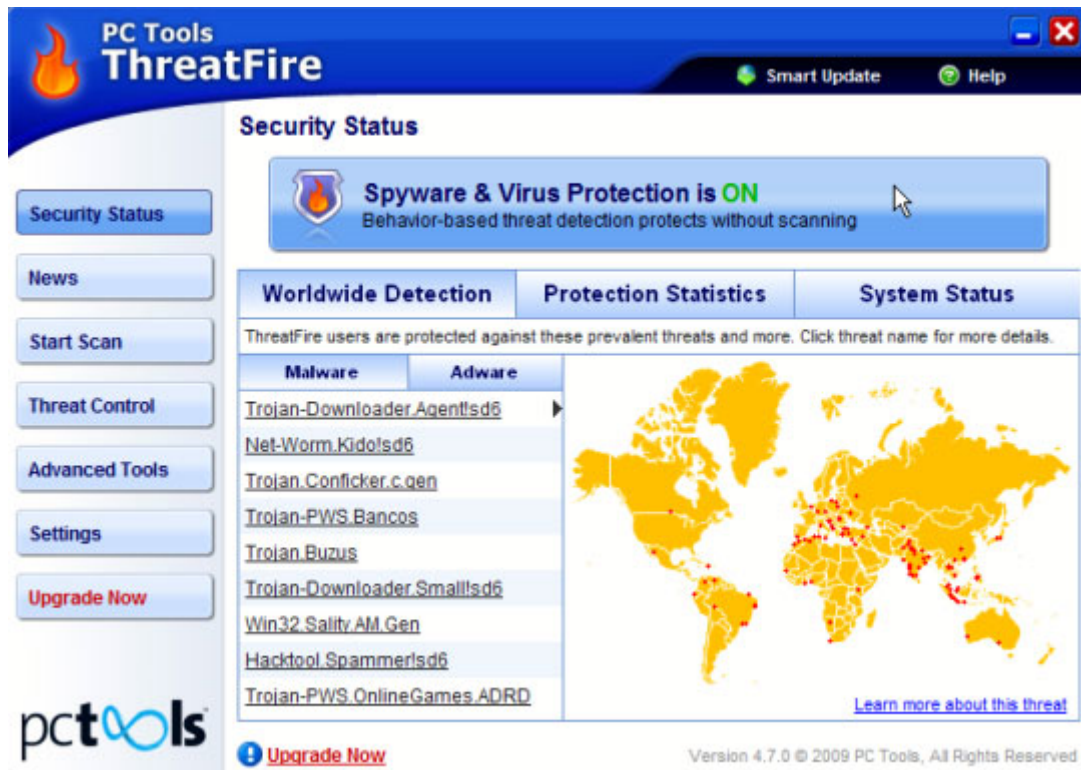 PC Tools
ThreatFire
Smart Update
Help
Security Status
Spyware & Virus Protection is ON
Behavior-based threat detection protects without scanning
Security Status
News
Start Scan
Threat Control
Advanced Tools
Settings
Upgrade Now
Worldwide Detection
Protection Statistics
System Status
ThreatFire users are protected against these prevalent threats and more. Click threat name for more details.
Malware
Adware
Trojan-Downloader.Agent!sd6
Net-Worm.Kido!sd6
Trojan.Conficker.c.gen
Trojan-PWS.Bancos
Trojan.Buzus
Trojan-Downloader.Small!sd6
Win32.Sality.AM.Gen
Hacktool.Spammer!sd6
Trojan-PWS.OnlineGames.ADRD
Learn more about this threat
pctools
Upgrade Now
Version 4.7.0 © 2009 PC Tools, All Rights Reserved